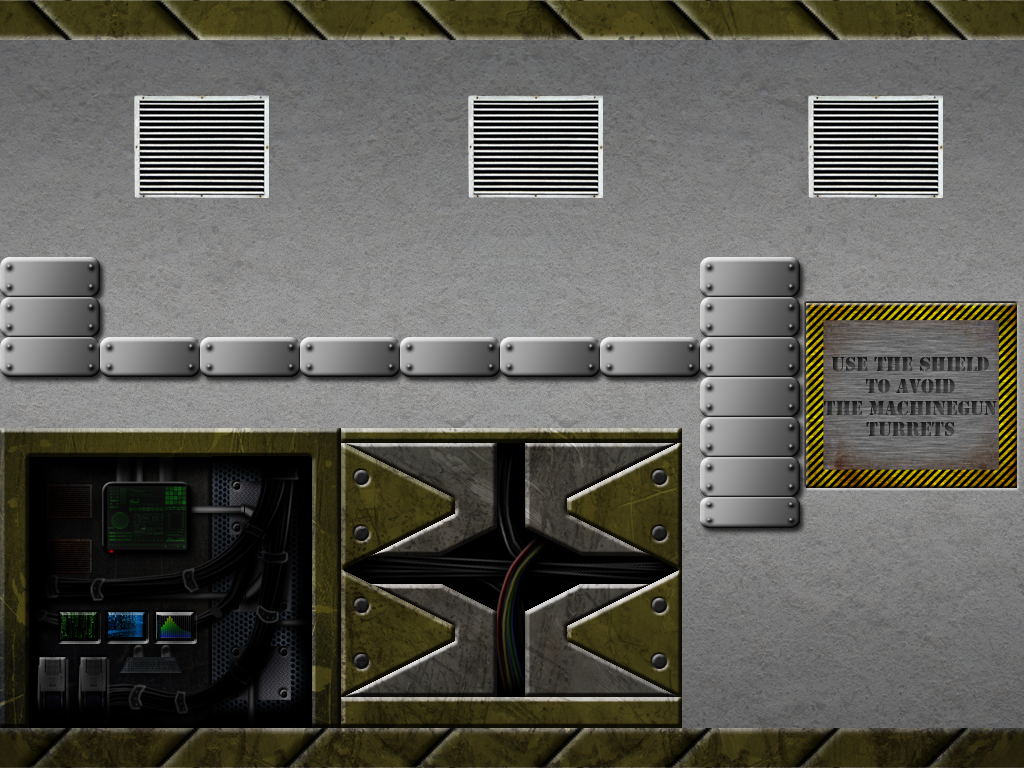 USE THE SHIELD
TO AVOID
THE MACHINEGUN
TURRETS